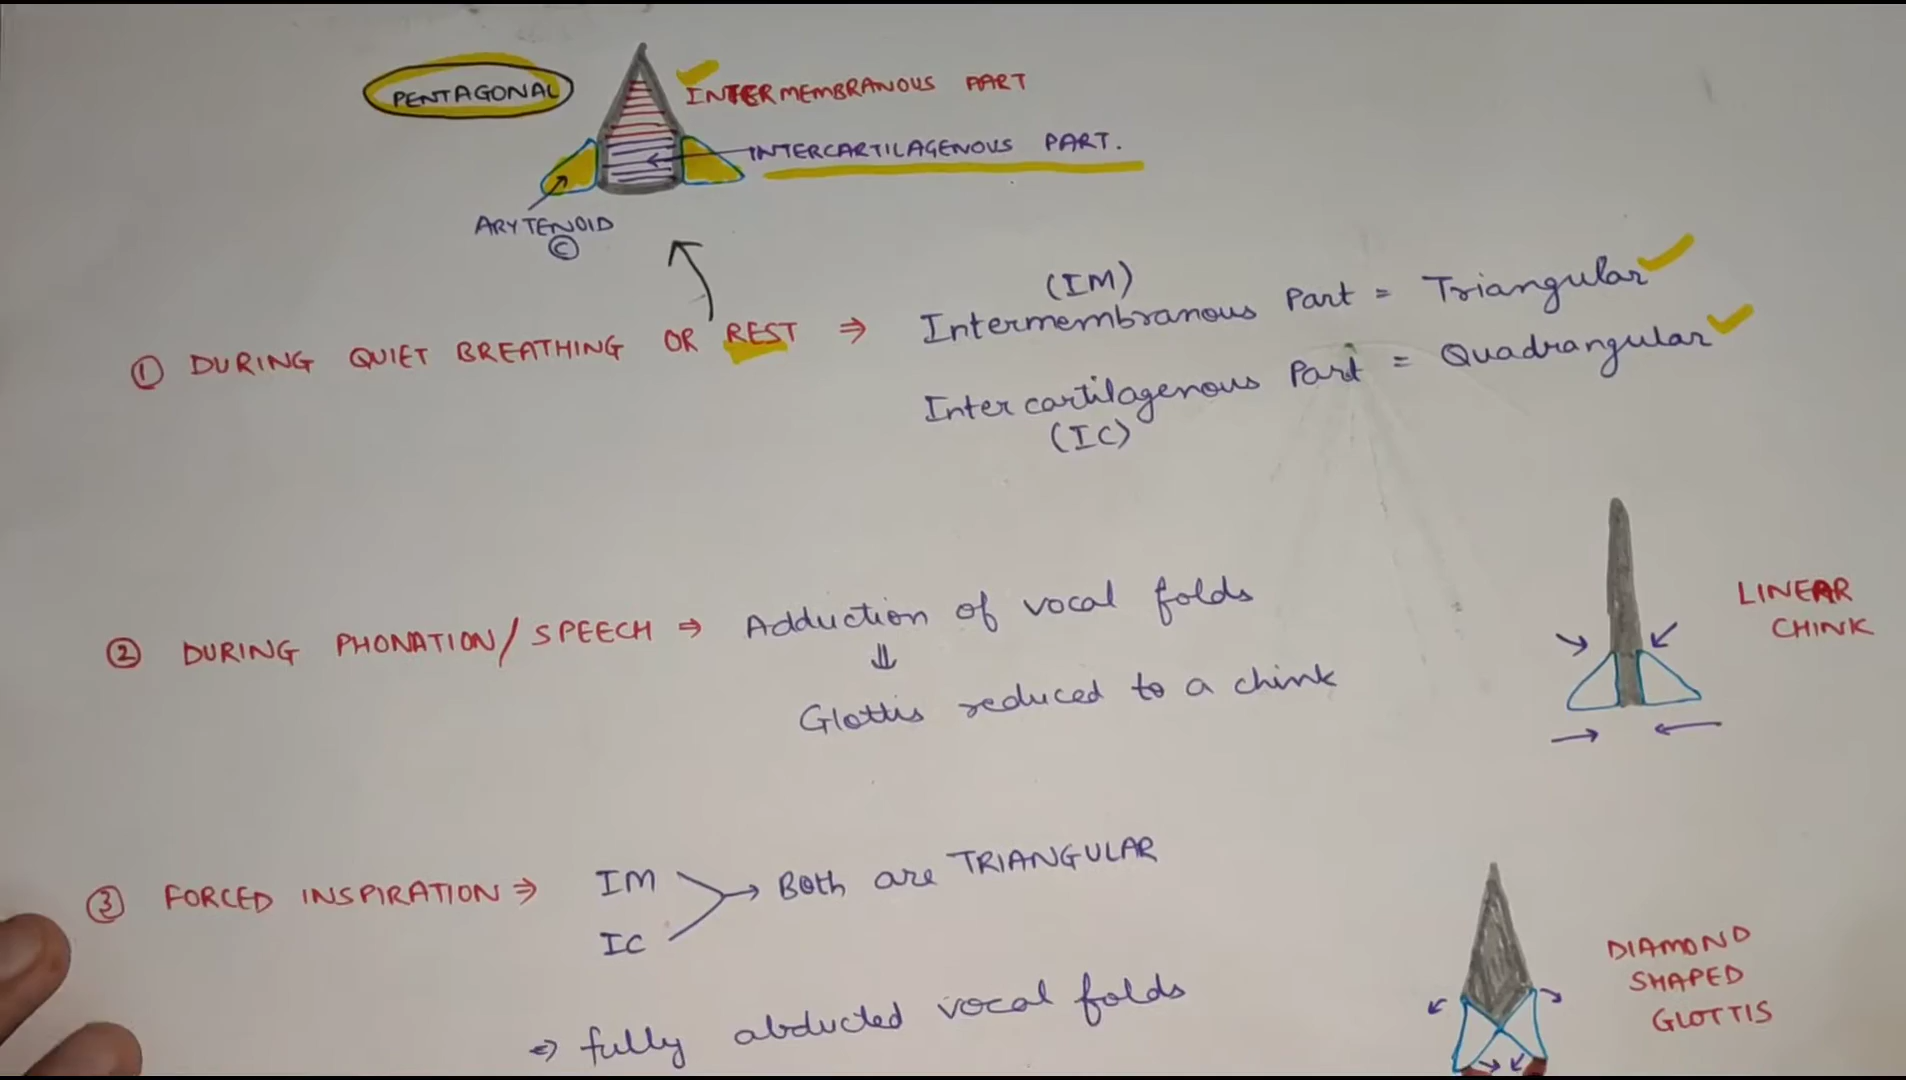 PENTAGONAL
INTERMEMBRANOUS PART
INTERCARTILAGENOUS PART.
ARYTENOID
C
① DURING QUIET BREATHING OR REST ⇒
(IM)
Intermembranous Part = Triangular
Intercartilagenous Part = Quadrangular
(IC)
② DURING PHONATION/SPEECH ⇒ Adduction of vocal folds
⇓
Glottis reduced to a chink
LINEAR
CHINK
③ FORCED INSPIRATION ⇒ IM
IC
→ Both are TRIANGULAR
⇒ fully abducted vocal folds
DIAMOND
SHAPED
GLOTTIS